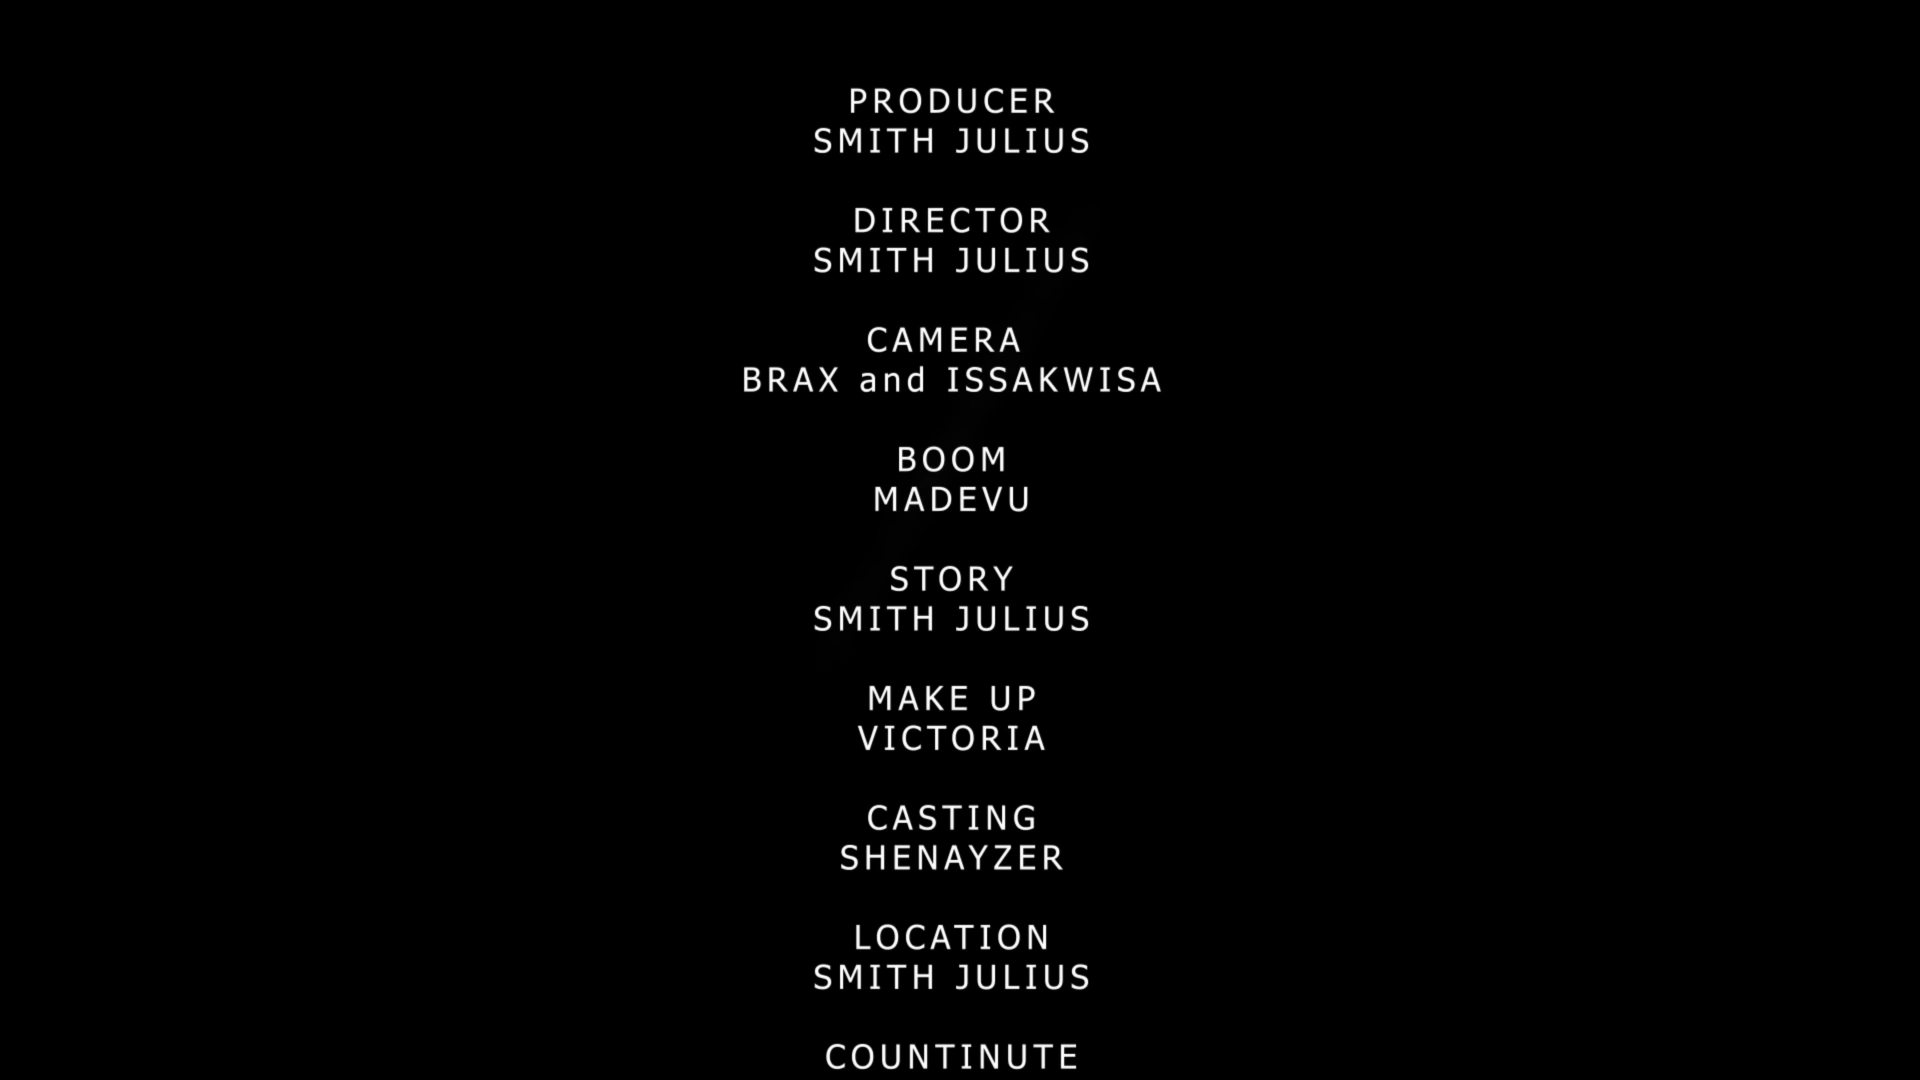 PRODUCER
SMITH JULIUS
DIRECTOR
SMITH JULIUS
CAMERA
BRAX and ISSAKWISA
BOOM
MADEVU
STORY
SMITH JULIUS
MAKE UP
VICTORIA
CASTING
SHENAYZER
LOCATION
SMITH JULIUS
COUNTINUTE